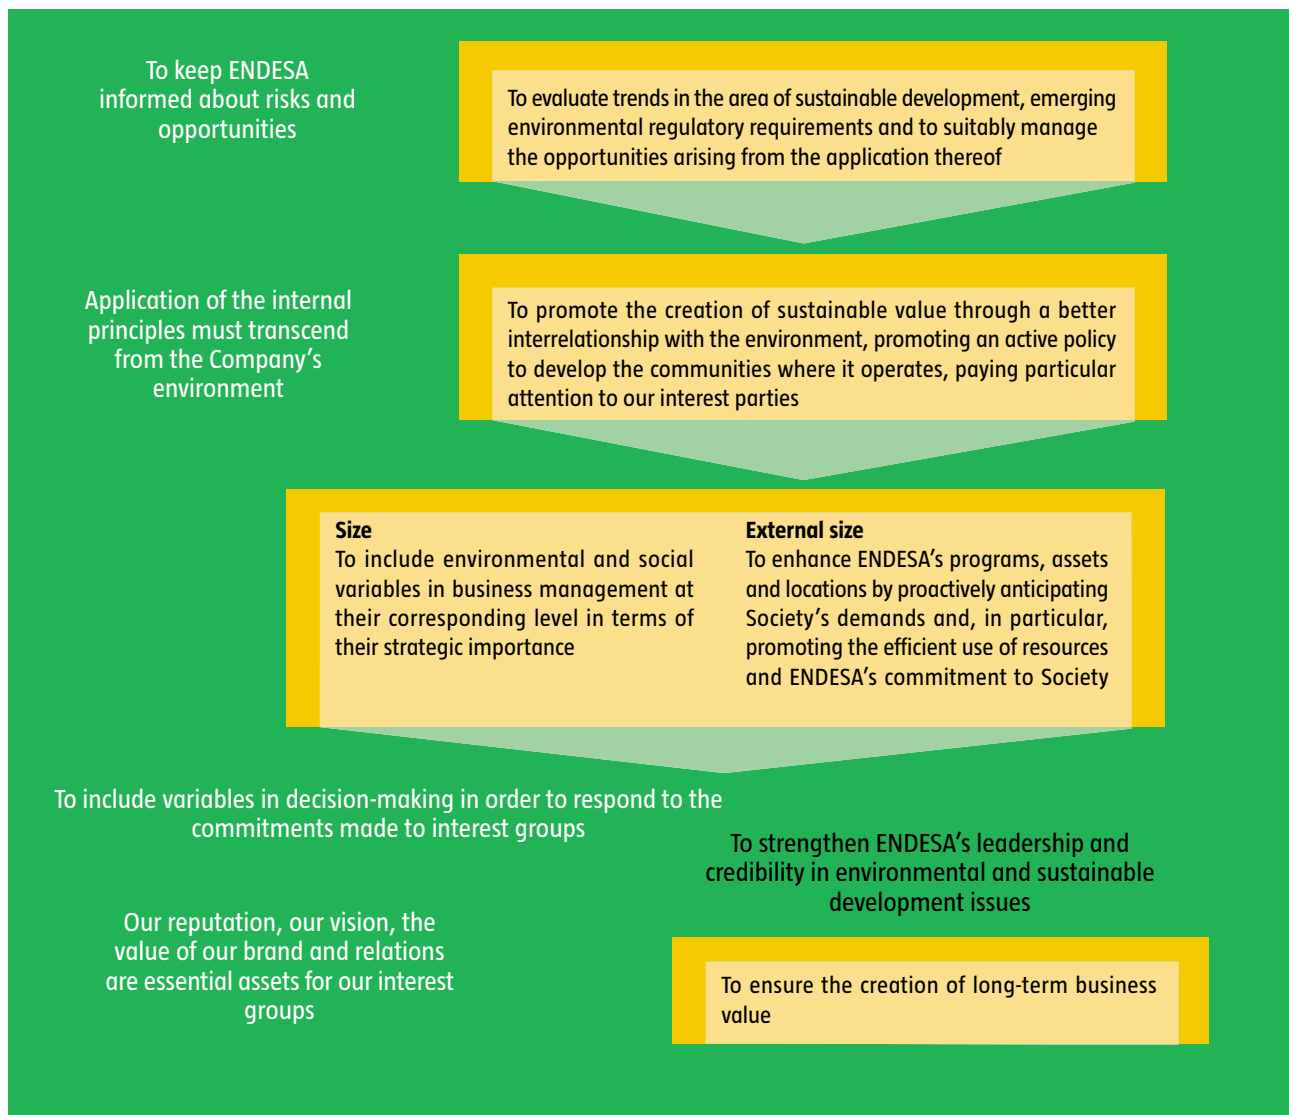 To keep ENDESA
informed about risks and
opportunities
To evaluate trends in the area of sustainable development, emerging
environmental regulatory requirements and to suitably manage
the opportunities arising from the application thereof
Application of the internal
principles must transcend
from the Company’s
environment
To promote the creation of sustainable value through a better
interrelationship with the environment, promoting an active policy
to develop the communities where it operates, paying particular
attention to our interest parties
Size
To include environmental and social
variables in business management at
their corresponding level in terms of
their strategic importance
External size
To enhance ENDESA’s programs, assets
and locations by proactively anticipating
Society’s demands and, in particular,
promoting the efficient use of resources
and ENDESA’s commitment to Society
To include variables in decision-making in order to respond to the
commitments made to interest groups
To strengthen ENDESA’s leadership and
credibility in environmental and sustainable
development issues
Our reputation, our vision, the
value of our brand and relations
are essential assets for our interest
groups
To ensure the creation of long-term business
value